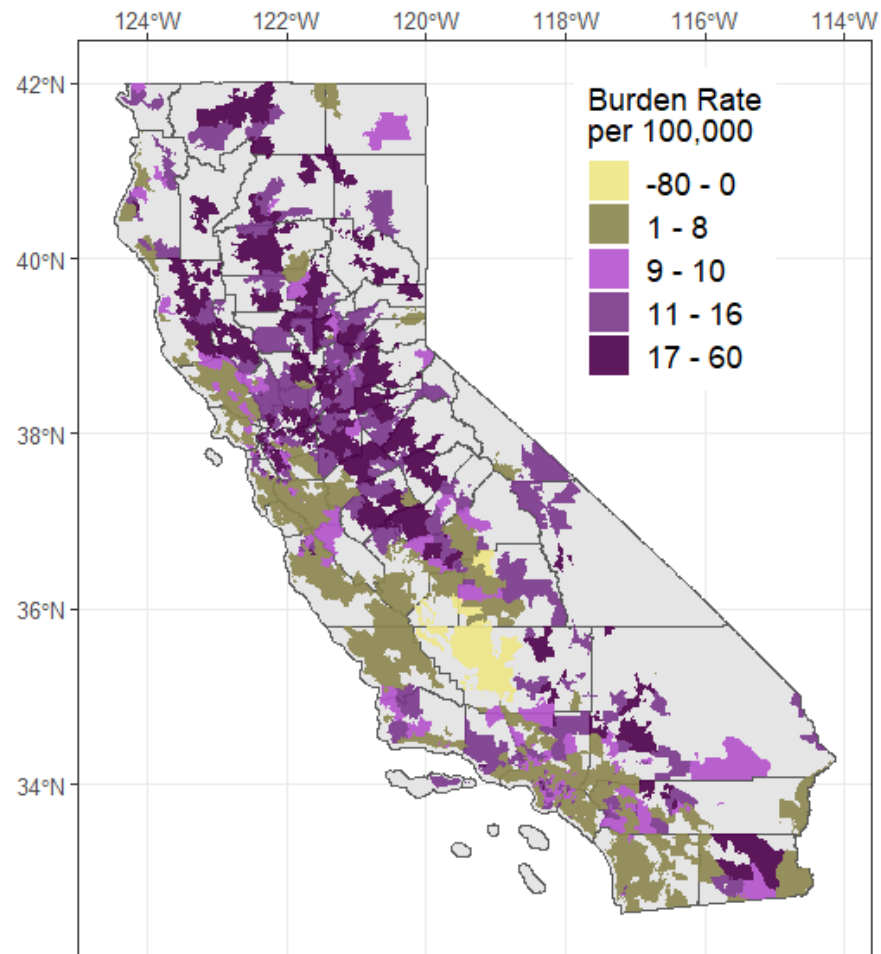 124°W 122°W 120°W 118°W 116°W 114°W
42°N
40°N
38°N
36°N
34°N
Burden Rate
per 100,000
-80 - 0
1 - 8
9 - 10
11 - 16
17 - 60